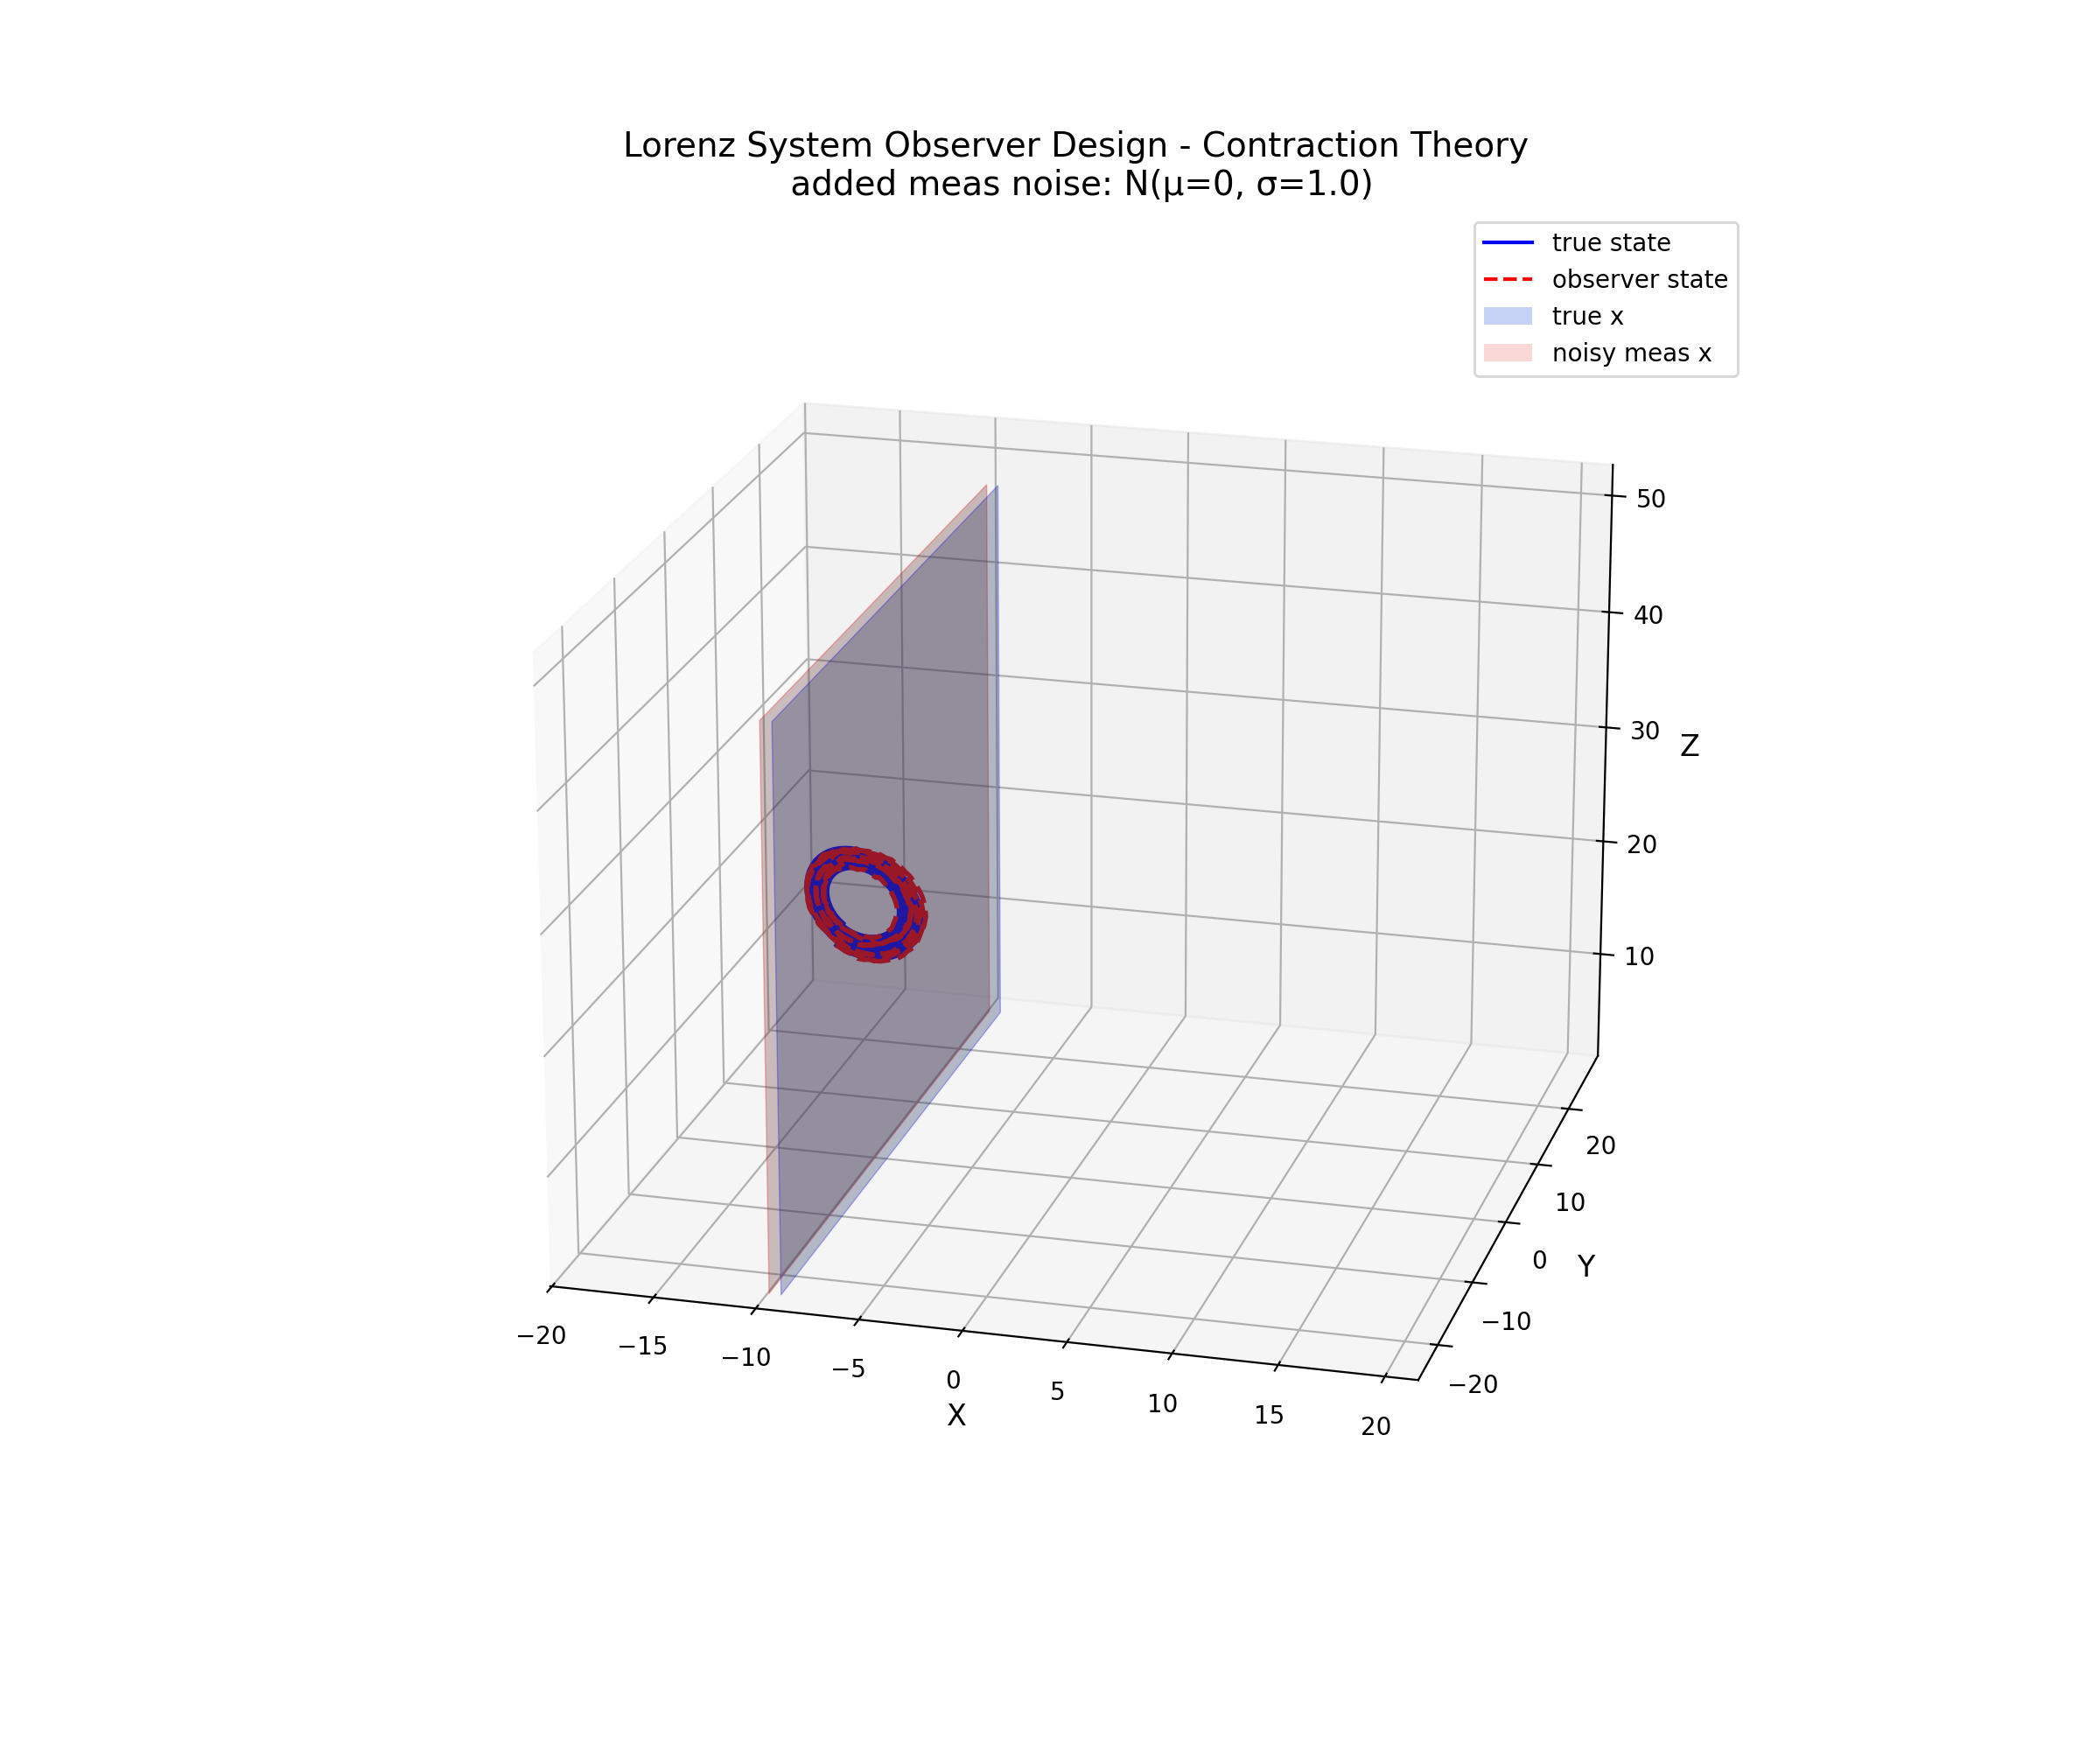 Lorenz System Observer Design - Contraction Theory
added meas noise: N(μ=0, σ=1.0)
true state
observer state
true x
noisy meas x
50
40
30
Z
20
10
20
10
0
Y
−10
−20
−20
−15
−10
−5
0
5
10
15
20
X